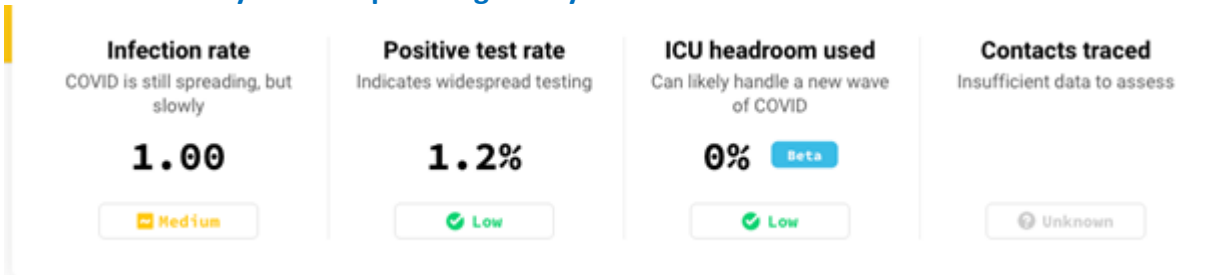 Infection rate
COVID is still spreading, but
slowly
1.00
Medium
Positive test rate
Indicates widespread testing
1.2%
Low
ICU headroom used
Can likely handle a new wave
of COVID
0% Beta
Low
Contacts traced
Insufficient data to assess
Unknown